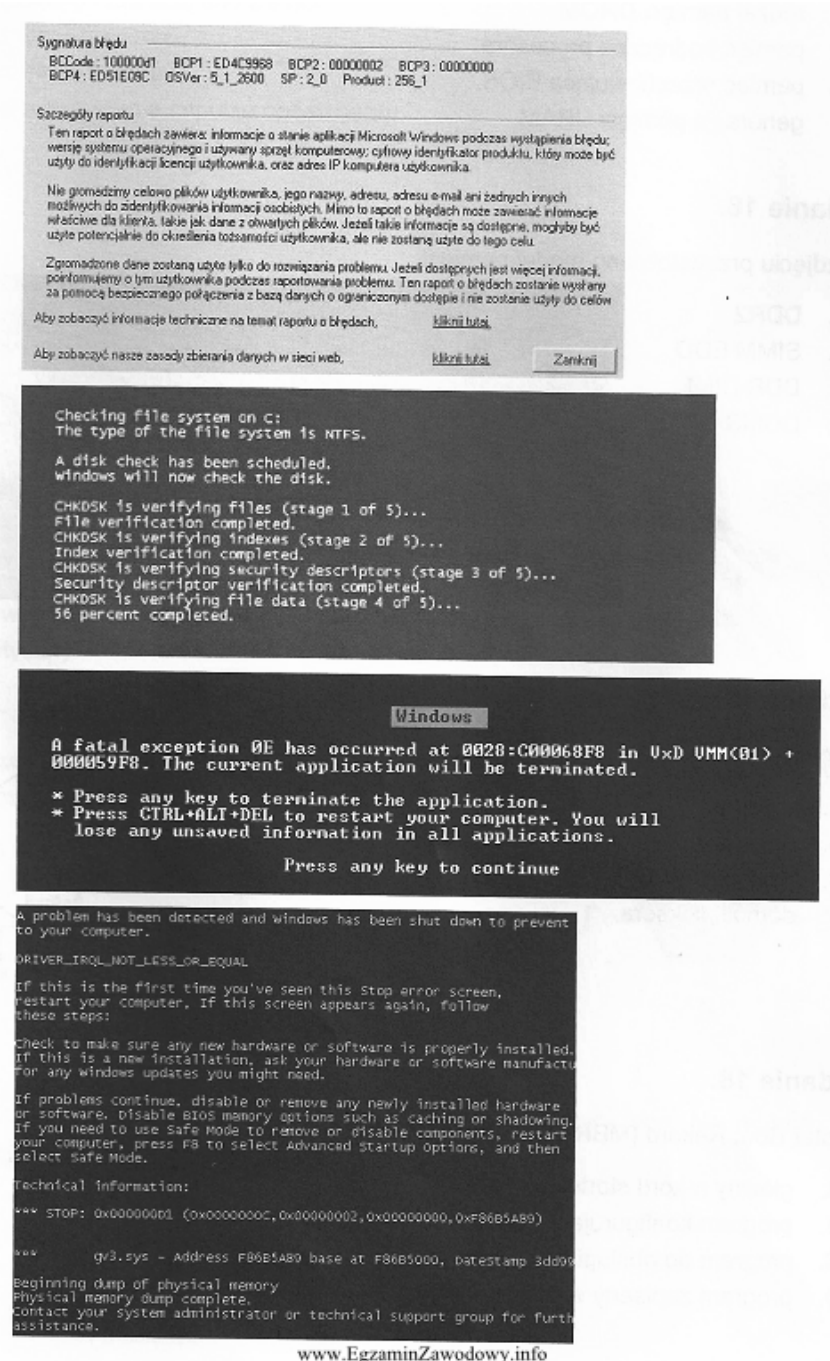 Sygnatura błędu
BCCode : 100000d1 BCP1 : ED4C9968 BCP2 : 00000002 BCP3 : 00000000
BCP4 : ED51E09C OSVer : 5_1_2600 SP : 2_0 Product : 256_1
Szczegóły raportu
Ten raport o błędach zawiera: informacje o stanie aplikacji Microsoft Windows podczas wystąpienia błędu;
wersję systemu operacyjnego i używany sprzęt komputerowy; cyfrowy identyfikator produktu, który może być
użyty do identyfikacji licencji użytkownika, oraz adres IP komputera użytkownika.
Nie gromadzimy celowo plików użytkownika, jego nazwy, adresu, adresu e-mail ani żadnych innych
możliwych do zidentyfikowania informacji osobistych. Mimo to raport o błędach może zawierać informacje
właściwe dla klienta, takie jak dane z otwartych plików. Jeżeli takie informacje są dostępne, mogłyby być
użyte potencjalnie do określenia tożsamości użytkownika, ale nie zostaną użyte do tego celu.
Zgromadzone dane zostaną użyte tylko do rozwiązania problemu. Jeżeli dostępnych jest więcej informacji,
poinformujemy o tym użytkownika podczas raportowania problemu. Ten raport o błędach zostanie wysłany
za pomocą bezpiecznego połączenia z bazą danych o ograniczonym dostępie i nie zostanie użyty do celów
Aby zobaczyć informacje techniczne na temat raportu o błędach, kliknij tutaj.
Aby zobaczyć nasze zasady zbierania danych w sieci web, kliknij tutaj. Zamknij
Checking file system on C:
The type of the file system is NTFS.
A disk check has been scheduled.
Windows will now check the disk.
CHKDSK is verifying files (stage 1 of 5)...
File verification completed.
CHKDSK is verifying indexes (stage 2 of 5)...
Index verification completed.
CHKDSK is verifying security descriptors (stage 3 of 5)...
Security descriptor verification completed.
CHKDSK is verifying file data (stage 4 of 5)...
56 percent completed.
Windows
A fatal exception 0E has occurred at 0028:C00068F8 in VxD VMM(01) +
000059F8. The current application will be terminated.
* Press any key to terminate the application.
* Press CTRL+ALT+DEL to restart your computer. You will
lose any unsaved information in all applications.
Press any key to continue
A problem has been detected and windows has been shut down to prevent
to your computer.
DRIVER_IRQL_NOT_LESS_OR_EQUAL
If this is the first time you've seen this Stop error screen,
restart your computer, If this screen appears again, follow
these steps:
Check to make sure any new hardware or software is properly installed.
If this is a new installation, ask your hardware or software manufactu
for any windows updates you might need.
If problems continue, disable or remove any newly installed hardware
or software. Disable BIOS memory options such as caching or shadowing.
If you need to use Safe Mode to remove or disable components, restart
your computer, press F8 to select Advanced Startup Options, and then
select Safe Mode.
Technical information:
*** STOP: 0x000000D1 (0x0000000C,0x00000002,0x00000000,0xF86B5A89)
*** gv3.sys - Address F86B5A89 base at F86B5000, Datestamp 3dd99
Beginning dump of physical memory
Physical memory dump complete.
Contact your system administrator or technical support group for furth
assistance.
www.EgzaminZawodowy.info